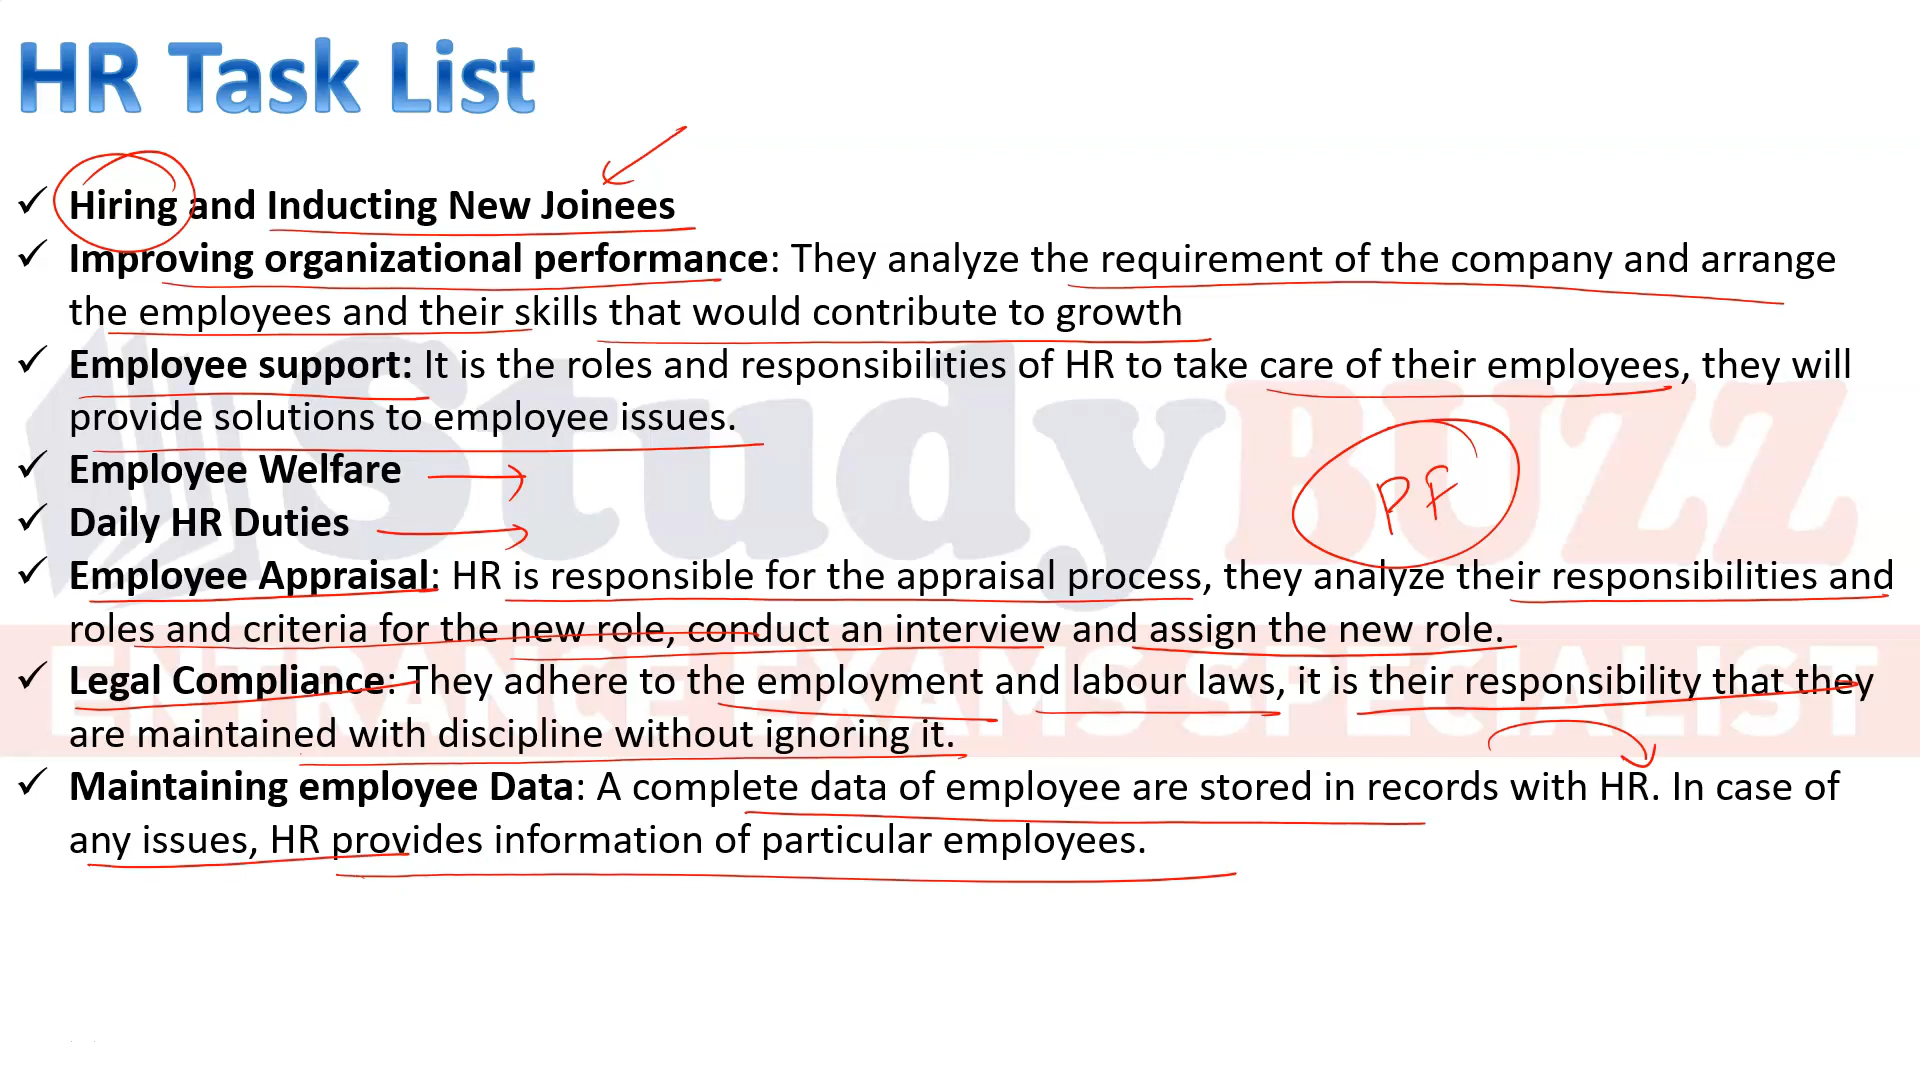 HR Task List
✓ Hiring and Inducting New Joinees
✓ Improving organizational performance: They analyze the requirement of the company and arrange
the employees and their skills that would contribute to growth
✓ Employee support: It is the roles and responsibilities of HR to take care of their employees, they will
provide solutions to employee issues.
✓ Employee Welfare
✓ Daily HR Duties
PF
✓ Employee Appraisal: HR is responsible for the appraisal process, they analyze their responsibilities and
roles and criteria for the new role, conduct an interview and assign the new role.
✓ Legal Compliance: They adhere to the employment and labour laws, it is their responsibility that they
are maintained with discipline without ignoring it.
✓ Maintaining employee Data: A complete data of employee are stored in records with HR. In case of
any issues, HR provides information of particular employees.
StudyBUZZ
ENTRANCE EXAMS SPECIALIST